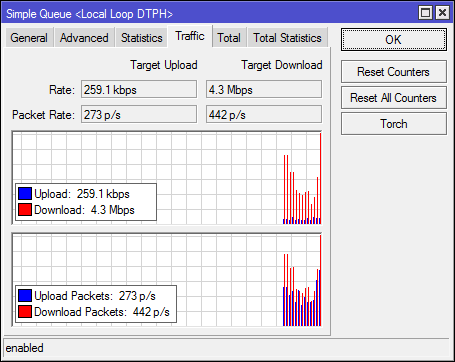 Simple Queue <Local Loop DTPH>
General Advanced Statistics Traffic Total Total Statistics
OK
Reset Counters
Reset All Counters
Torch
Target Upload Target Download
Rate: 259.1 kbps 4.3 Mbps
Packet Rate: 273 p/s 442 p/s
Upload: 259.1 kbps
Download: 4.3 Mbps
Upload Packets: 273 p/s
Download Packets: 442 p/s
enabled